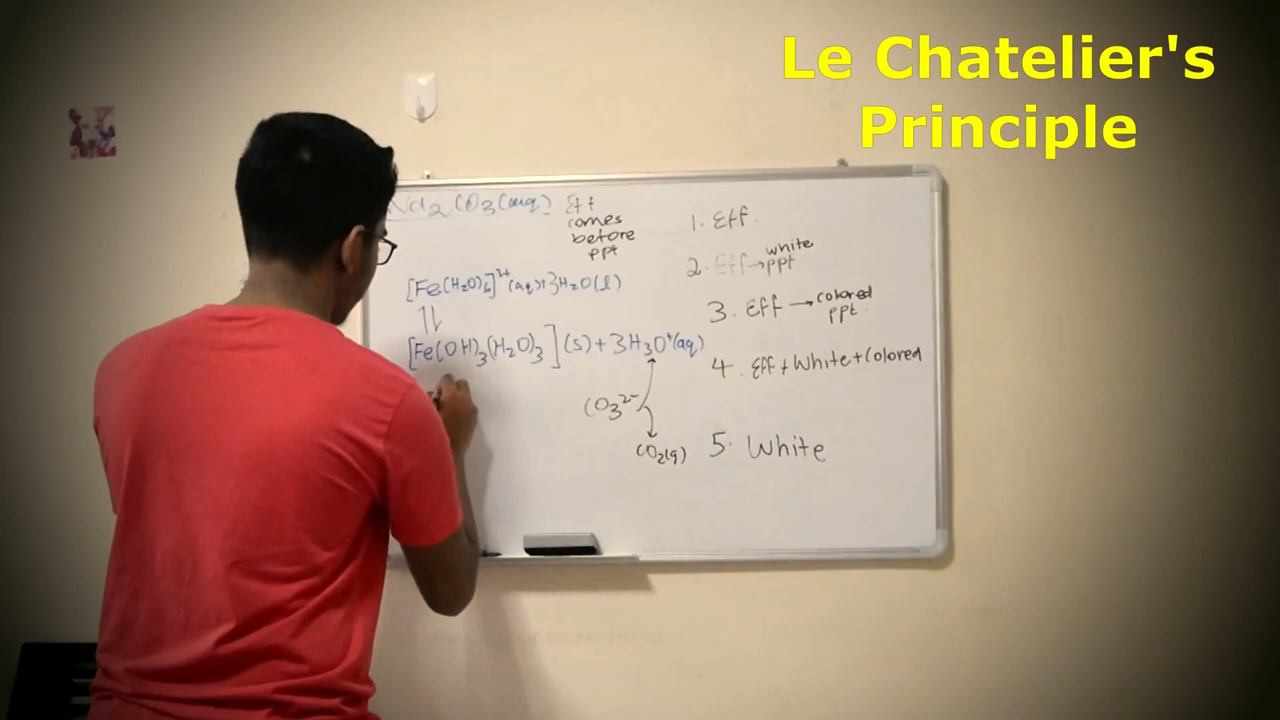 Le Chatelier's
Principle
Na2CO3(aq)
Eff
comes
before
ppt
[Fe(H2O)6]3+(aq)+3H2O(l)
⇌
[Fe(OH)3(H2O)3](s)+3H3O+(aq)
CO3 2-
CO2(g)
1. Eff.
2. Eff→white ppt
3. Eff → colored ppt.
4. Eff+White+Colored
5. White